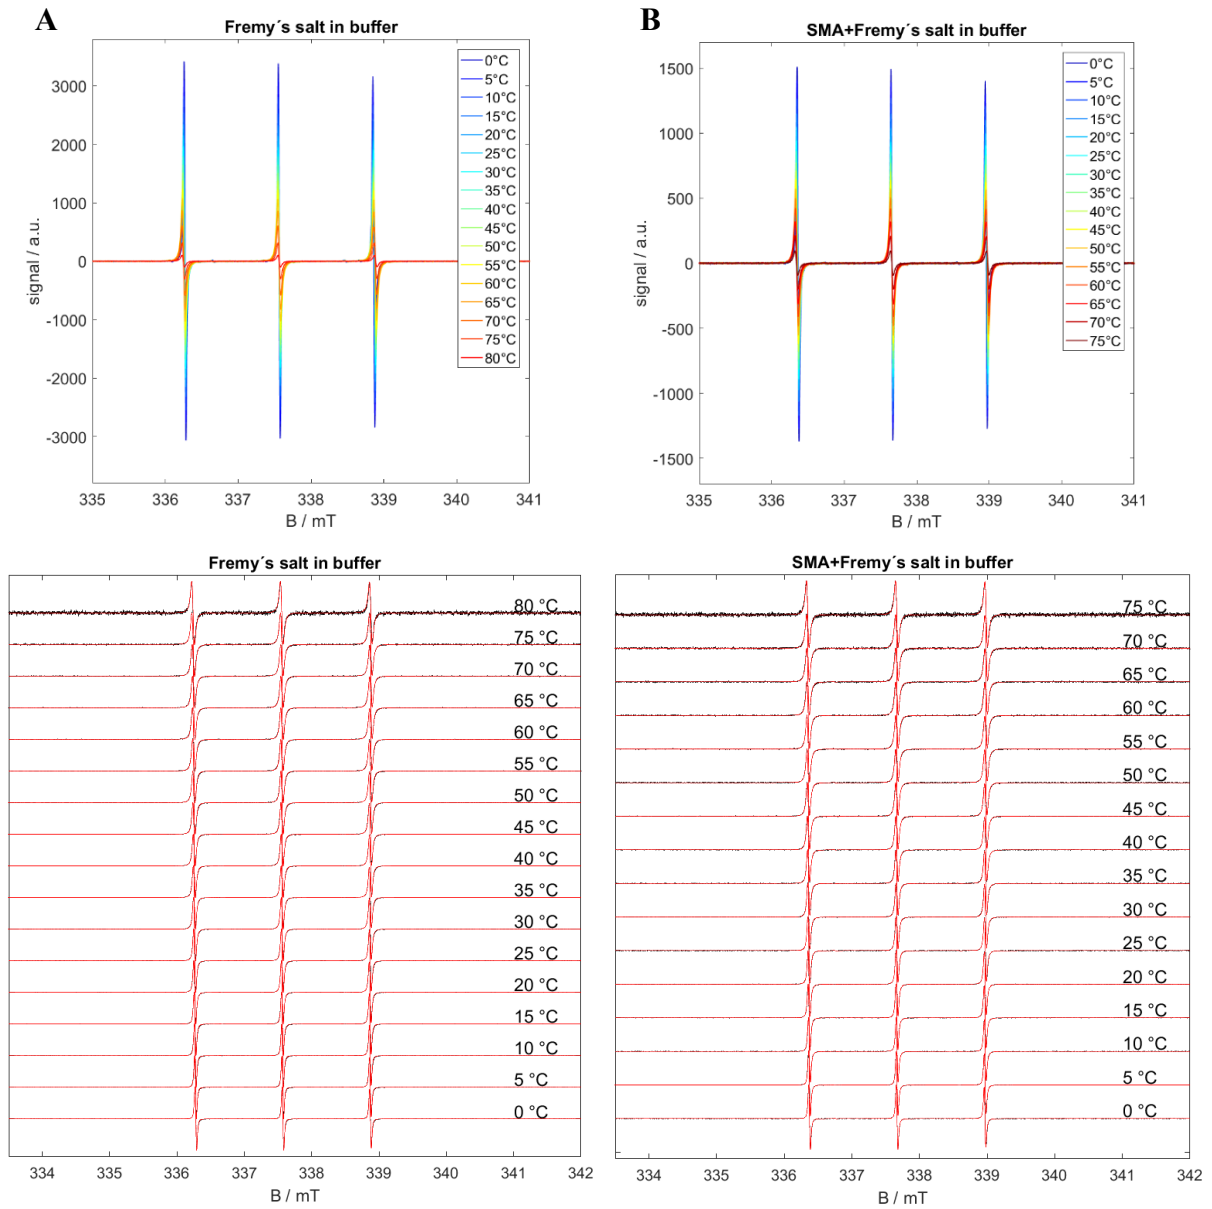 A
Fremy´s salt in buffer
3000
2000
1000
0
-1000
-2000
-3000
signal / a.u.
335 336 337 338 339 340 341
B / mT
0°C
5°C
10°C
15°C
20°C
25°C
30°C
35°C
40°C
45°C
50°C
55°C
60°C
65°C
70°C
75°C
80°C
B
SMA+Fremy´s salt in buffer
1500
1000
500
0
-500
-1000
-1500
signal / a.u.
335 336 337 338 339 340 341
B / mT
0°C
5°C
10°C
15°C
20°C
25°C
30°C
35°C
40°C
45°C
50°C
55°C
60°C
65°C
70°C
75°C
Fremy´s salt in buffer
80 °C
75 °C
70 °C
65 °C
60 °C
55 °C
50 °C
45 °C
40 °C
35 °C
30 °C
25 °C
20 °C
15 °C
10 °C
5 °C
0 °C
334 335 336 337 338 339 340 341 342
B / mT
SMA+Fremy´s salt in buffer
75 °C
70 °C
65 °C
60 °C
55 °C
50 °C
45 °C
40 °C
35 °C
30 °C
25 °C
20 °C
15 °C
10 °C
5 °C
0 °C
334 335 336 337 338 339 340 341 342
B / mT